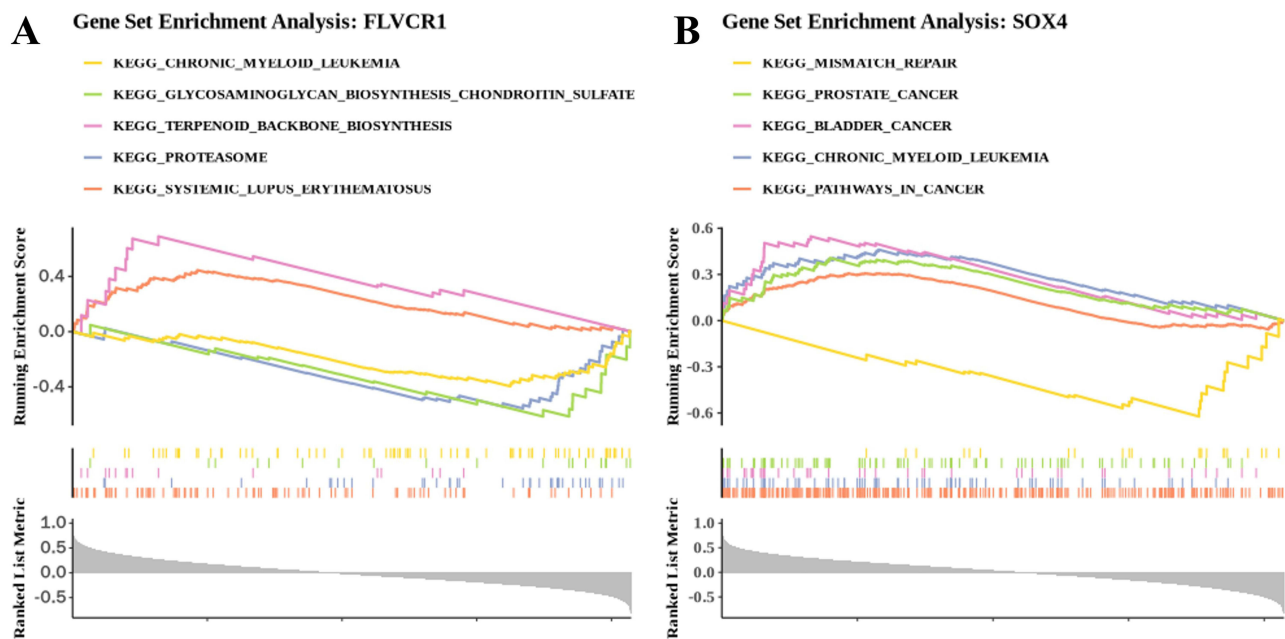 A
Gene Set Enrichment Analysis: FLVCR1
KEGG_CHRONIC_MYELOID_LEUKEMIA
KEGG_GLYCOSAMINOGLYCAN_BIOSYNTHESIS_CHONDROITIN_SULFATE
KEGG_TERPENOID_BACKBONE_BIOSYNTHESIS
KEGG_PROTEASOME
KEGG_SYSTEMIC_LUPUS_ERYTHEMATOSUS
Running Enrichment Score
0.4
0.0
-0.4
Ranked List Metric
1.0
0.5
0.0
-0.5
B
Gene Set Enrichment Analysis: SOX4
KEGG_MISMATCH_REPAIR
KEGG_PROSTATE_CANCER
KEGG_BLADDER_CANCER
KEGG_CHRONIC_MYELOID_LEUKEMIA
KEGG_PATHWAYS_IN_CANCER
Running Enrichment Score
0.6
0.3
0.0
-0.3
-0.6
Ranked List Metric
1.0
0.5
0.0
-0.5